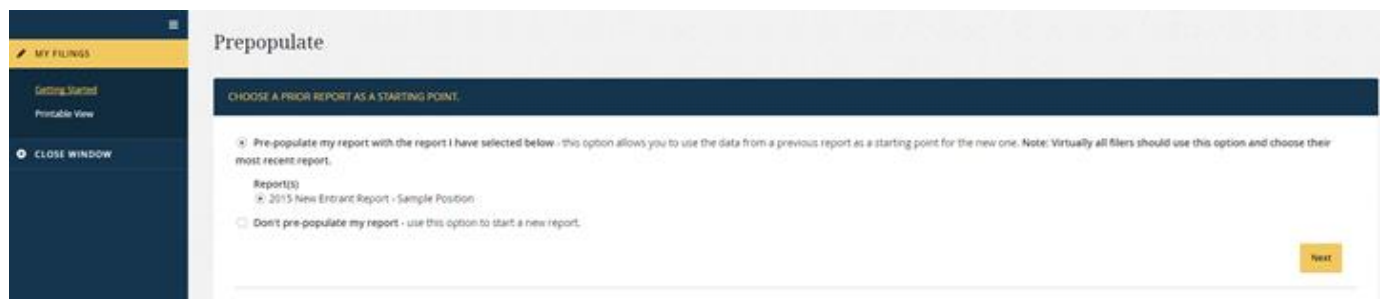 MY FILINGS
Getting Started
Printable View
CLOSE WINDOW
Prepopulate
CHOOSE A PRIOR REPORT AS A STARTING POINT.
Pre-populate my report with the report I have selected below - this option allows you to use the data from a previous report as a starting point for the new one. Note: Virtually all filers should use this option and choose their
most recent report.
Report(s)
2015 New Entrant Report - Sample Position
Don't pre-populate my report - use this option to start a new report.
Next